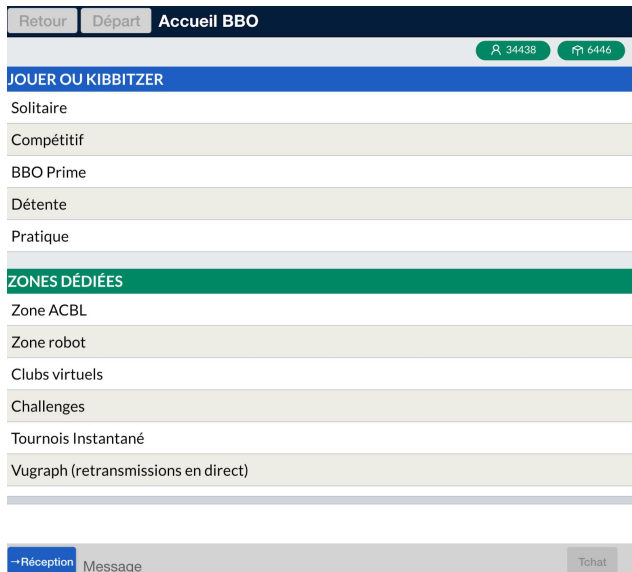 Retour Départ Accueil BBO
34438 6446
JOUER OU KIBBITZER
Solitaire
Compétitif
BBO Prime
Détente
Pratique
ZONES DÉDIÉES
Zone ACBL
Zone robot
Clubs virtuels
Challenges
Tournois Instantané
Vugraph (retransmissions en direct)
→Réception Message Tchat